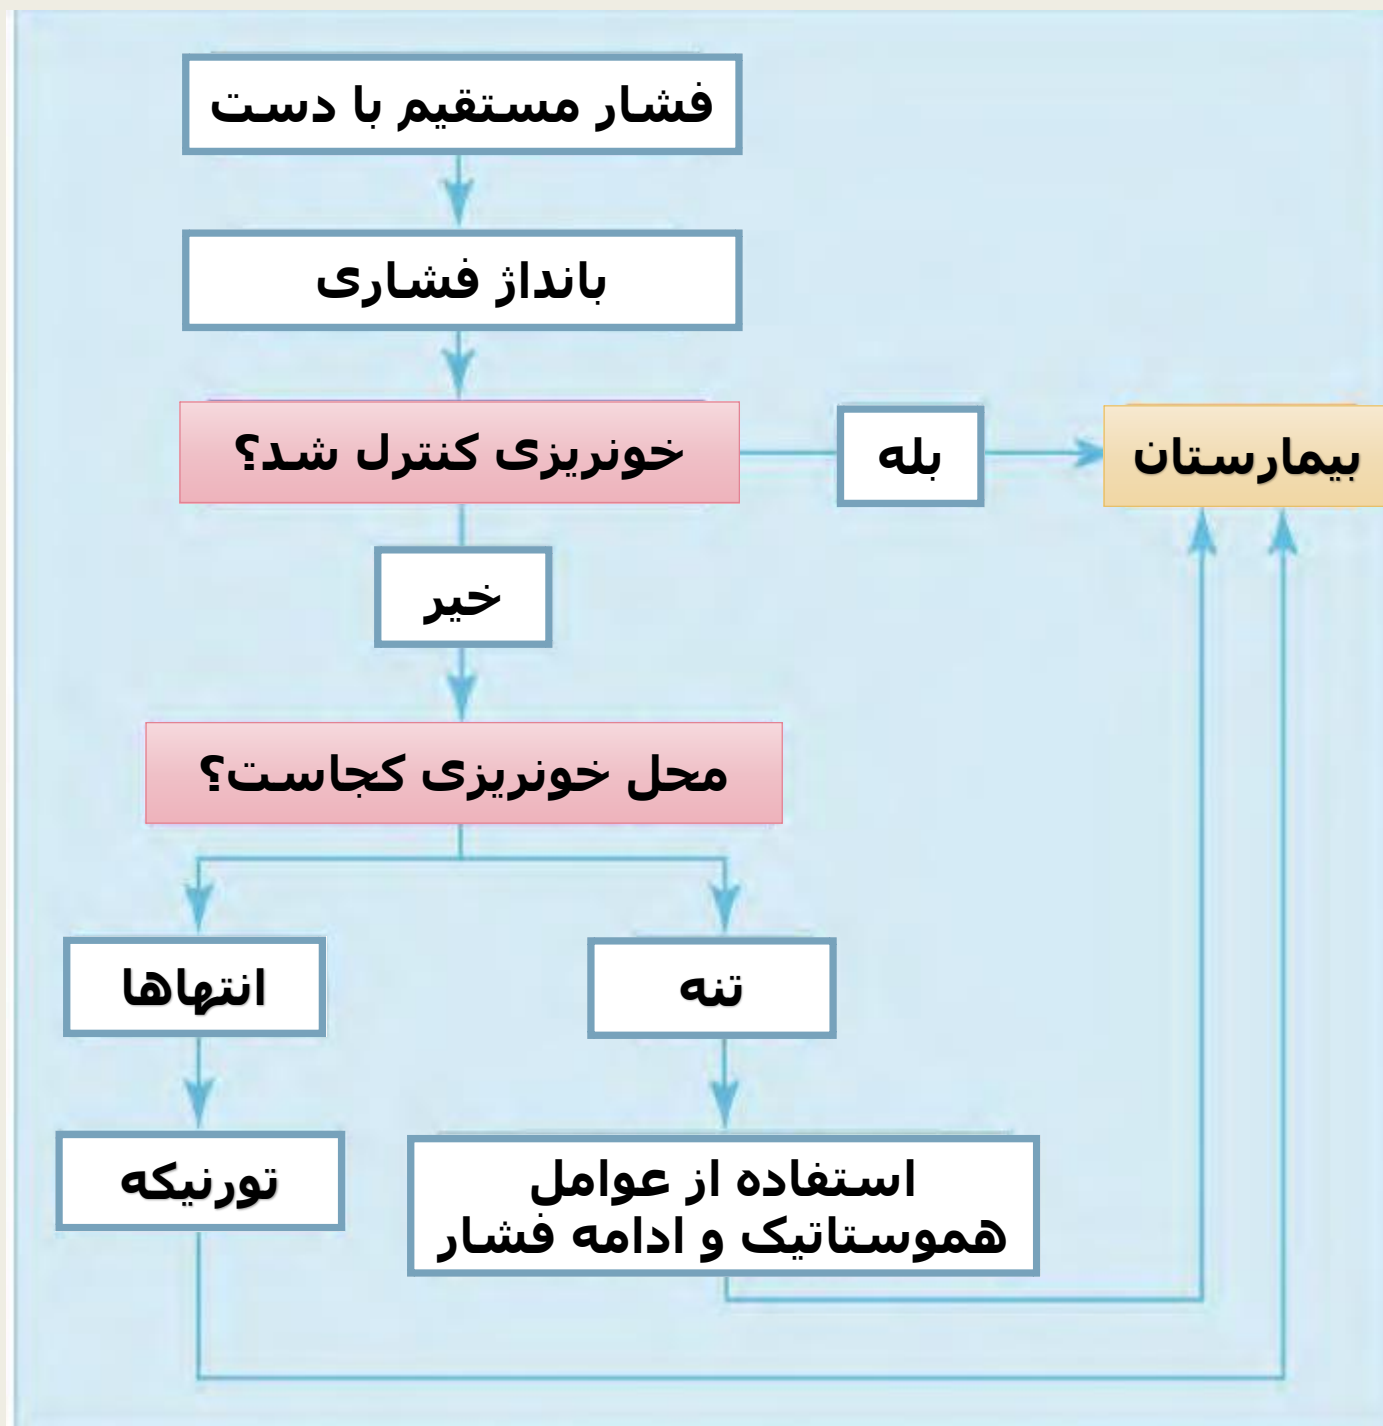 فشار مستقیم با دست
بانداژ فشاری
خونریزی کنترل شد؟
بله
بیمارستان
خیر
محل خونریزی کجاست؟
انتهاها
تنه
تورنیکه
استفاده از عوامل
هموستاتیک و ادامه فشار